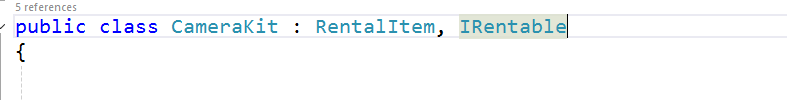 5 references
public class CameraKit : RentalItem, IRentable
{